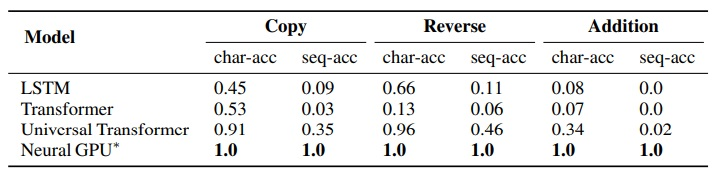 Model Copy Reverse Addition
char-acc seq-acc char-acc seq-acc char-acc seq-acc
LSTM 0.45 0.09 0.66 0.11 0.08 0.0
Transformer 0.53 0.03 0.13 0.06 0.07 0.0
Universal Transformer 0.91 0.35 0.96 0.46 0.34 0.02
Neural GPU* 1.0 1.0 1.0 1.0 1.0 1.0